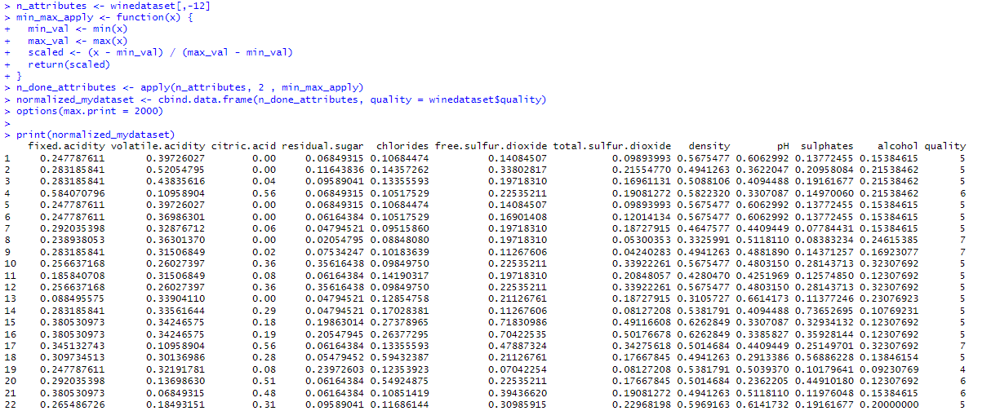 > n_attributes <- winedataset[,-12]
> min_max_apply <- function(x) {
+   min_val <- min(x)
+   max_val <- max(x)
+   scaled <- (x - min_val) / (max_val - min_val)
+   return(scaled)
+ }
> n_done_attributes <- apply(n_attributes, 2 , min_max_apply)
> normalized_mydataset <- cbind.data.frame(n_done_attributes, quality = winedataset$quality)
> options(max.print = 2000)
>
> print(normalized_mydataset)
fixed.acidity volatile.acidity citric.acid residual.sugar chlorides free.sulfur.dioxide total.sulfur.dioxide density pH sulphates alcohol quality
1 0.247787611 0.39726027 0.00 0.06849315 0.10684474 0.14084507 0.09893993 0.5675477 0.6062992 0.13772455 0.15384615 5
2 0.283185841 0.52054795 0.00 0.11643836 0.14357262 0.33802817 0.21554770 0.4941263 0.3622047 0.20958084 0.21538462 5
3 0.283185841 0.43835616 0.04 0.09589041 0.13355593 0.19718310 0.16961131 0.5088106 0.4094488 0.19161677 0.21538462 5
4 0.584070796 0.10958904 0.56 0.06849315 0.10517529 0.22535211 0.19081272 0.5822320 0.3307087 0.14970060 0.21538462 6
5 0.247787611 0.39726027 0.00 0.06849315 0.10684474 0.14084507 0.09893993 0.5675477 0.6062992 0.13772455 0.15384615 5
6 0.247787611 0.36986301 0.00 0.06164384 0.10517529 0.16901408 0.12014134 0.5675477 0.6062992 0.13772455 0.15384615 5
7 0.292035398 0.32876712 0.06 0.04794521 0.09515860 0.19718310 0.18727915 0.4647577 0.4409449 0.07784431 0.15384615 5
8 0.238938053 0.36301370 0.00 0.02054795 0.08848080 0.19718310 0.05300353 0.3325991 0.5118110 0.08383234 0.24615385 7
9 0.283185841 0.31506849 0.02 0.07534247 0.10183639 0.11267606 0.04240283 0.4941263 0.4881890 0.14371257 0.16923077 7
10 0.256637168 0.26027397 0.36 0.35616438 0.09849750 0.22535211 0.33922261 0.5675477 0.4803150 0.28143713 0.32307692 5
11 0.185840708 0.31506849 0.08 0.06164384 0.14190317 0.19718310 0.20848057 0.4280470 0.4251969 0.12574850 0.12307692 5
12 0.256637168 0.26027397 0.36 0.35616438 0.09849750 0.22535211 0.33922261 0.5675477 0.4803150 0.28143713 0.32307692 5
13 0.088495575 0.33904110 0.00 0.04794521 0.12854758 0.21126761 0.18727915 0.3105727 0.6614173 0.11377246 0.23076923 5
14 0.283185841 0.33561644 0.29 0.04794521 0.17028381 0.11267606 0.08127208 0.5381791 0.4094488 0.73652695 0.10769231 5
15 0.380530973 0.34246575 0.18 0.19863014 0.27378965 0.71830986 0.49116608 0.6262849 0.3307087 0.32934132 0.12307692 5
16 0.380530973 0.34246575 0.19 0.20547945 0.26377295 0.70422535 0.50176678 0.6262849 0.3385827 0.35928144 0.12307692 5
17 0.345132743 0.10958904 0.56 0.06164384 0.13355593 0.47887324 0.34275618 0.5014684 0.4409449 0.25149701 0.32307692 7
18 0.309734513 0.30136986 0.28 0.05479452 0.59432387 0.21126761 0.17667845 0.4941263 0.2913386 0.56886228 0.13846154 5
19 0.247787611 0.32191781 0.08 0.23972603 0.12353923 0.07042254 0.08127208 0.5381791 0.5039370 0.10179641 0.09230769 4
20 0.292035398 0.13698630 0.51 0.06164384 0.54924875 0.22535211 0.17667845 0.5014684 0.2362205 0.44910180 0.12307692 6
21 0.380530973 0.06849315 0.48 0.06164384 0.10851419 0.39436620 0.19081272 0.4941263 0.5118110 0.11976048 0.11538462 6
22 0.265486726 0.18493151 0.31 0.09589041 0.11686144 0.30985915 0.22968198 0.5969163 0.6141732 0.19161677 0.20000000 5